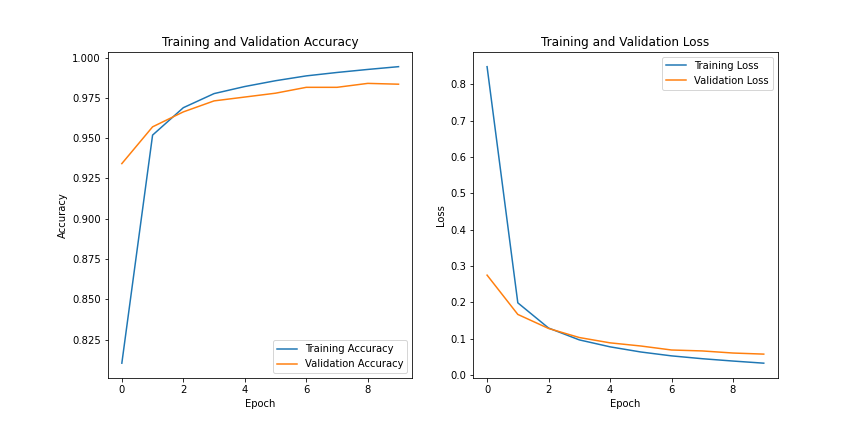 Training and Validation Accuracy
1.000
0.975
0.950
0.925
0.900
0.875
0.850
0.825
Accuracy
0
2
4
6
8
Epoch
Training Accuracy
Validation Accuracy
Training and Validation Loss
0.8
0.7
0.6
0.5
0.4
0.3
0.2
0.1
0.0
Loss
0
2
4
6
8
Epoch
Training Loss
Validation Loss